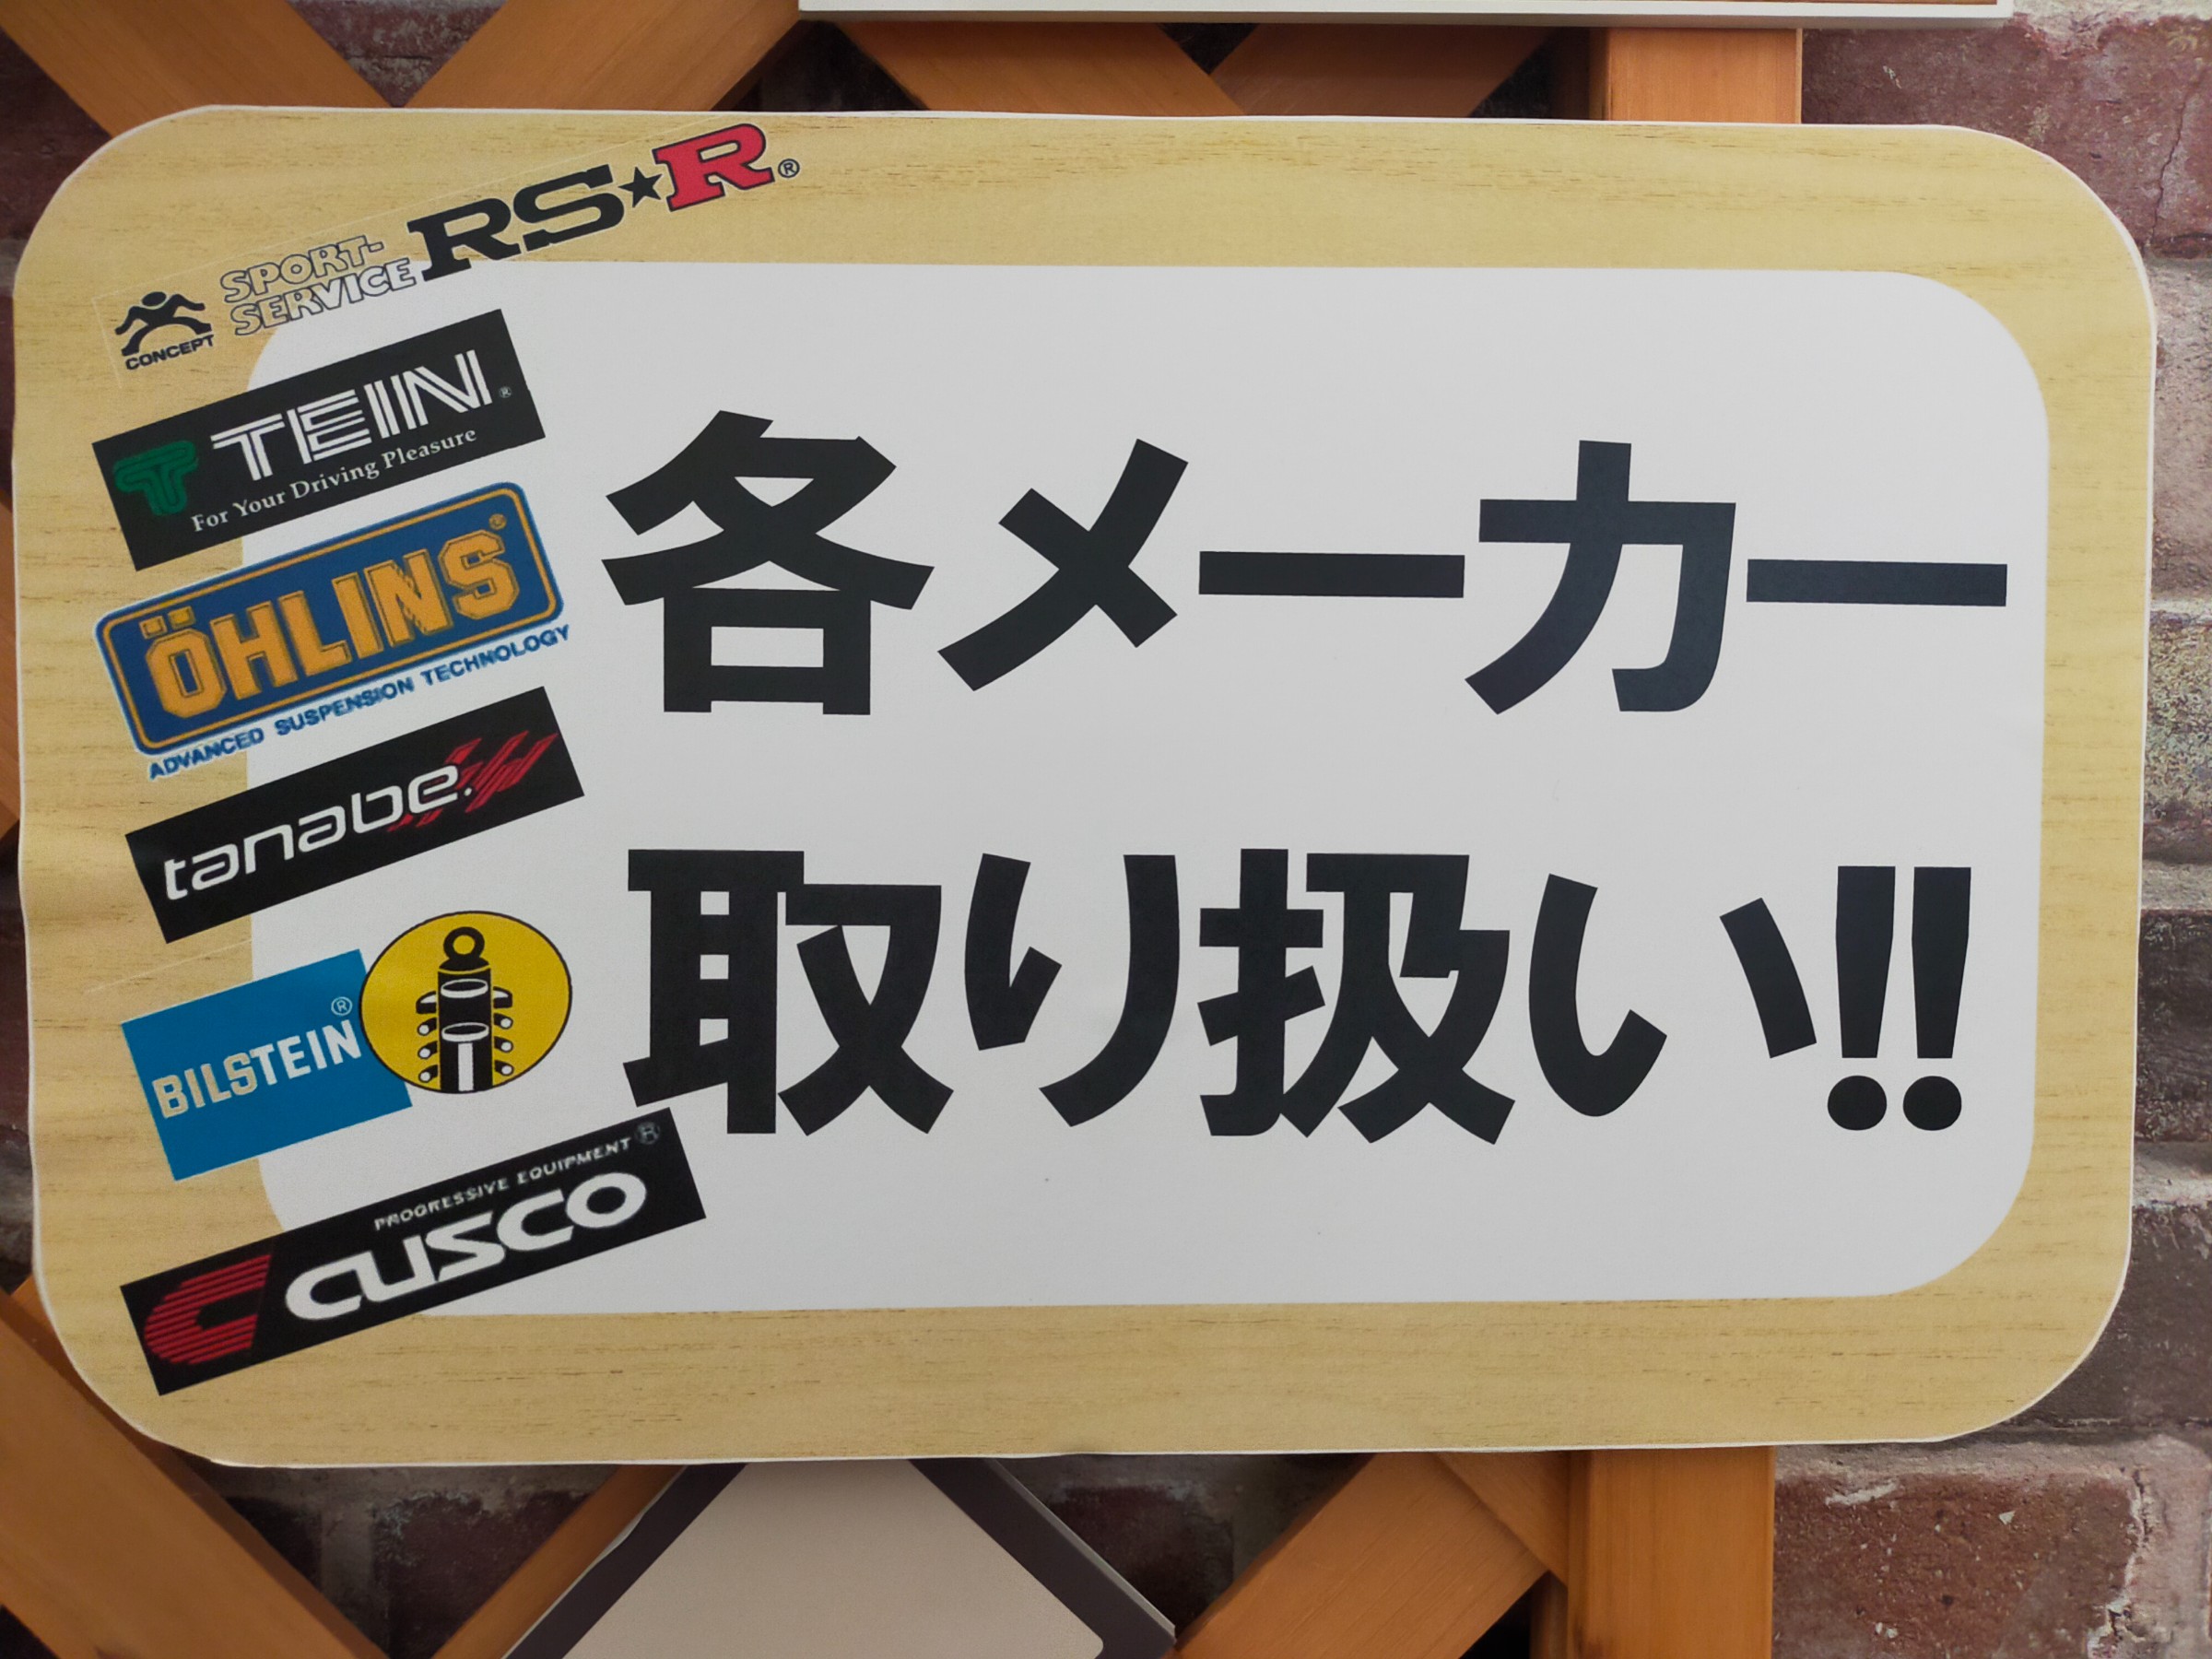 SPORT-
SERVICE
CONCEPT
RS★R®
TEIN®
For Your Driving Pleasure
ÖHLINS®
ADVANCED SUSPENSION TECHNOLOGY
tanabe.
BILSTEIN®
PROGRESSIVE EQUIPMENT®
CUSCO
各メーカー
取り扱い!!